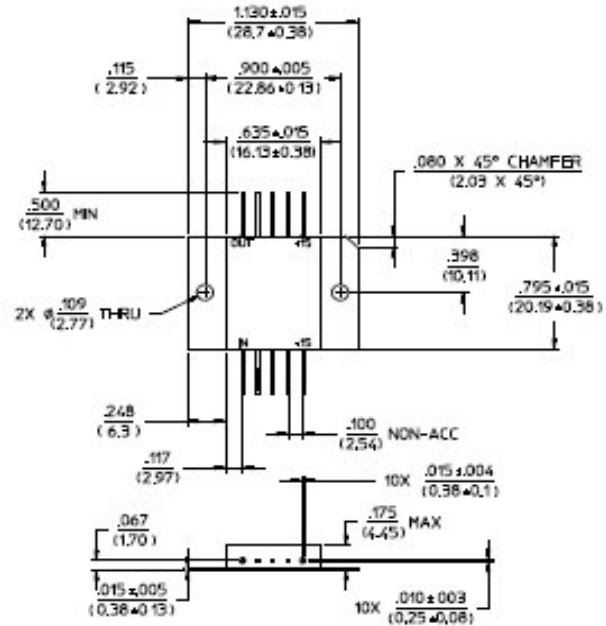 1.130±.015
(28.7±0.38)
.115
(2.92)
.900±.005
(22.86±0.13)
.635±.015
(16.13±0.38)
.080 X 45° CHAMFER
(2.03 X 45°)
.500 MIN
(12.70)
OUT +15
.398
(10.11)
.795±.015
(20.19±0.38)
2X ø .109 THRU
(2.77)
IN +15
.248
(6.3)
.100 NON-ACC
(2.54)
.117
(2.97)
10X .015±.004
(0.38±0.1)
.175 MAX
(4.45)
.067
(1.70)
.015±.005
(0.38±0.13)
10X .010±003
(0.25±0.08)